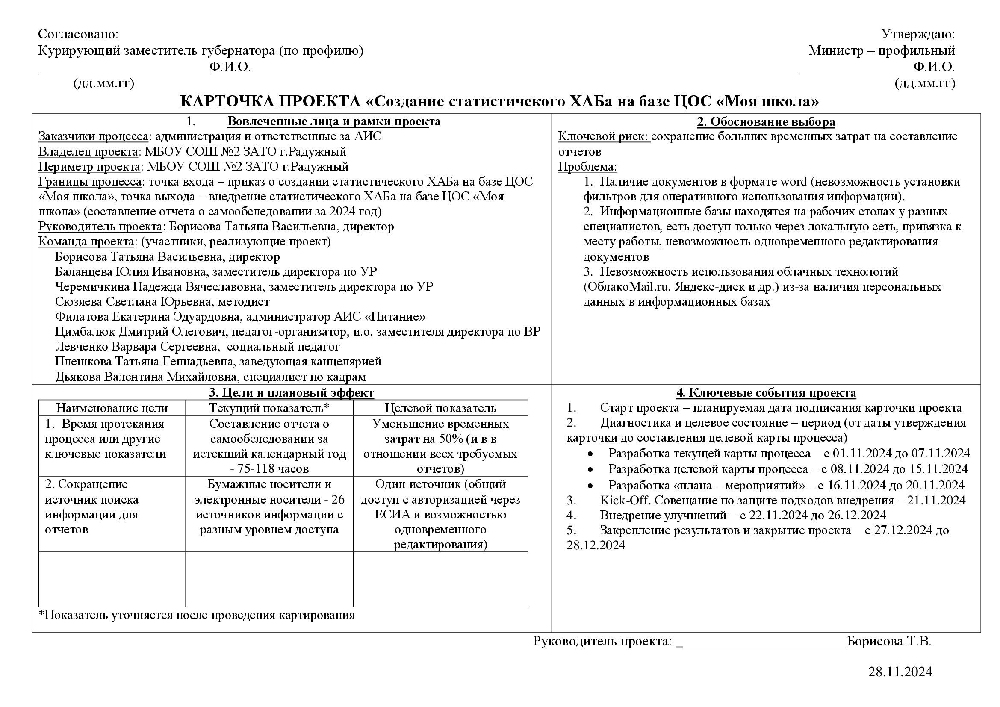 Согласовано:
Курирующий заместитель губернатора (по профилю)
________________________Ф.И.О.
(дд.мм.гг)
Утверждаю:
Министр – профильный
________________Ф.И.О.
(дд.мм.гг)
КАРТОЧКА ПРОЕКТА «Создание статистичекого ХАБа на базе ЦОС «Моя школа»
1. Вовлеченные лица и рамки проекта
Заказчики процесса: администрация и ответственные за АИС
Владелец проекта: МБОУ СОШ №2 ЗАТО г.Радужный
Периметр проекта: МБОУ СОШ №2 ЗАТО г.Радужный
Границы процесса: точка входа – приказ о создании статистического ХАБа на базе ЦОС
«Моя школа», точка выхода – внедрение статистического ХАБа на базе ЦОС «Моя
школа» (составление отчета о самообследовании за 2024 год)
Руководитель проекта: Борисова Татьяна Васильевна, директор
Команда проекта: (участники, реализующие проект)
Борисова Татьяна Васильевна, директор
Баланцева Юлия Ивановна, заместитель директора по УР
Черемичкина Надежда Вячеславовна, заместитель директора по УР
Сюзяева Светлана Юрьевна, методист
Филатова Екатерина Эдуардовна, администратор АИС «Питание»
Цимбалюк Дмитрий Олегович, педагог-организатор, и.о. заместителя директора по ВР
Левченко Варвара Сергеевна,  социальный педагог
Плешкова Татьяна Геннадьевна, заведующая канцелярией
Дьякова Валентина Михайловна, специалист по кадрам
2. Обоснование выбора
Ключевой риск: сохранение больших временных затрат на составление
отчетов
Проблема:
1. Наличие документов в формате word (невозможность установки
фильтров для оперативного использования информации).
2. Информационные базы находятся на рабочих столах у разных
специалистов, есть доступ только через локальную сеть, привязка к
месту работы, невозможность одновременного редактирования
документов
3. Невозможность использования облачных технологий
(ОблакоMail.ru, Яндекс-диск и др.) из-за наличия персональных
данных в информационных базах
3. Цели и плановый эффект
Наименование цели
Текущий показатель*
Целевой показатель
1. Время протекания
процесса или другие
ключевые показатели
Составление отчета о
самообследовании за
истекший календарный год
- 75-118 часов
Уменьшение временных
затрат на 50% (и в в
отношении всех требуемых
отчетов)
2. Сокращение
источник поиска
информации для
отчетов
Бумажные носители и
электронные носители - 26
источников информации с
разным уровнем доступа
Один источник (общий
доступ с авторизацией через
ЕСИА и возможностью
одновременного
редактирования)
*Показатель уточняется после проведения картирования
4. Ключевые события проекта
1. Старт проекта – планируемая дата подписания карточки проекта
2. Диагностика и целевое состояние – период (от даты утверждения
карточки до составления целевой карты процесса)
• Разработка текущей карты процесса – с 01.11.2024 до 07.11.2024
• Разработка целевой карты процесса – с 08.11.2024 до 15.11.2024
• Разработка «плана – мероприятий» – с 16.11.2024 до 20.11.2024
3. Kick-Off. Совещание по защите подходов внедрения – 21.11.2024
4. Внедрение улучшений – с 22.11.2024 до 26.12.2024
5. Закрепление результатов и закрытие проекта – с 27.12.2024 до
28.12.2024
Руководитель проекта: ________________________Борисова Т.В.
28.11.2024